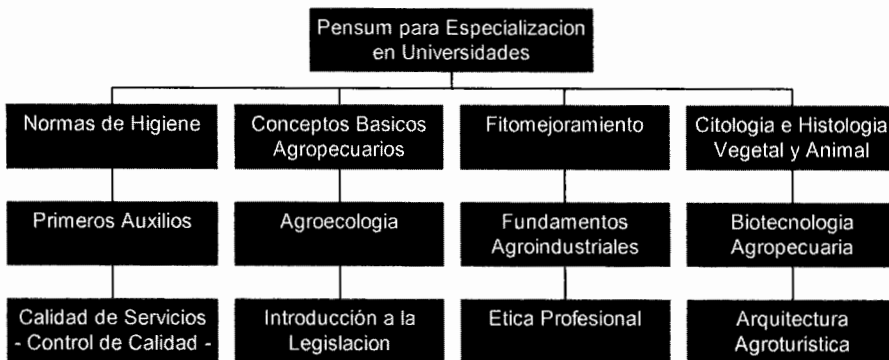 Pensum para Especializacion
en Universidades
Normas de Higiene
Conceptos Basicos
Agropecuarios
Fitomejoramiento
Citologia e Histologia
Vegetal y Animal
Primeros Auxilios
Agroecologia
Fundamentos
Agroindustriales
Biotecnologia
Agropecuaria
Calidad de Servicios
- Control de Calidad -
Introducción a la
Legislacion
Etica Profesional
Arquitectura
Agroturistica